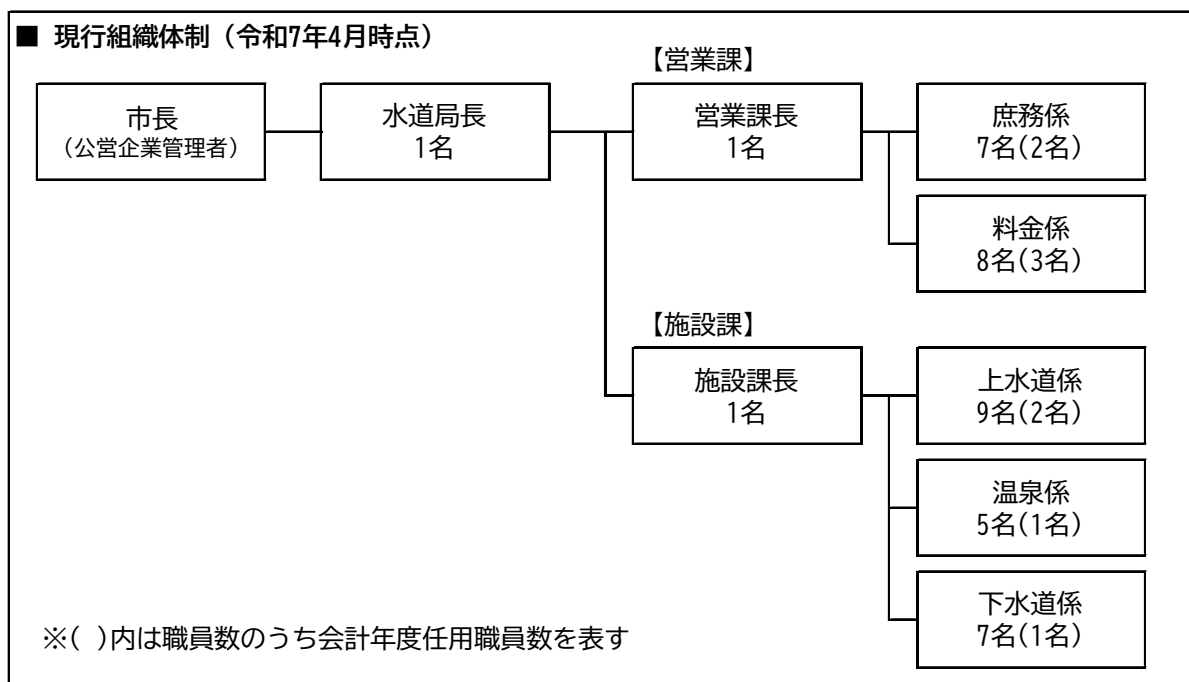 ■ 現行組織体制（令和7年4月時点）
市長
（公営企業管理者）
水道局長
1名
【営業課】
営業課長
1名
庶務係
7名(2名)
料金係
8名(3名)
【施設課】
施設課長
1名
上水道係
9名(2名)
温泉係
5名(1名)
下水道係
7名(1名)
※( )内は職員数のうち会計年度任用職員数を表す